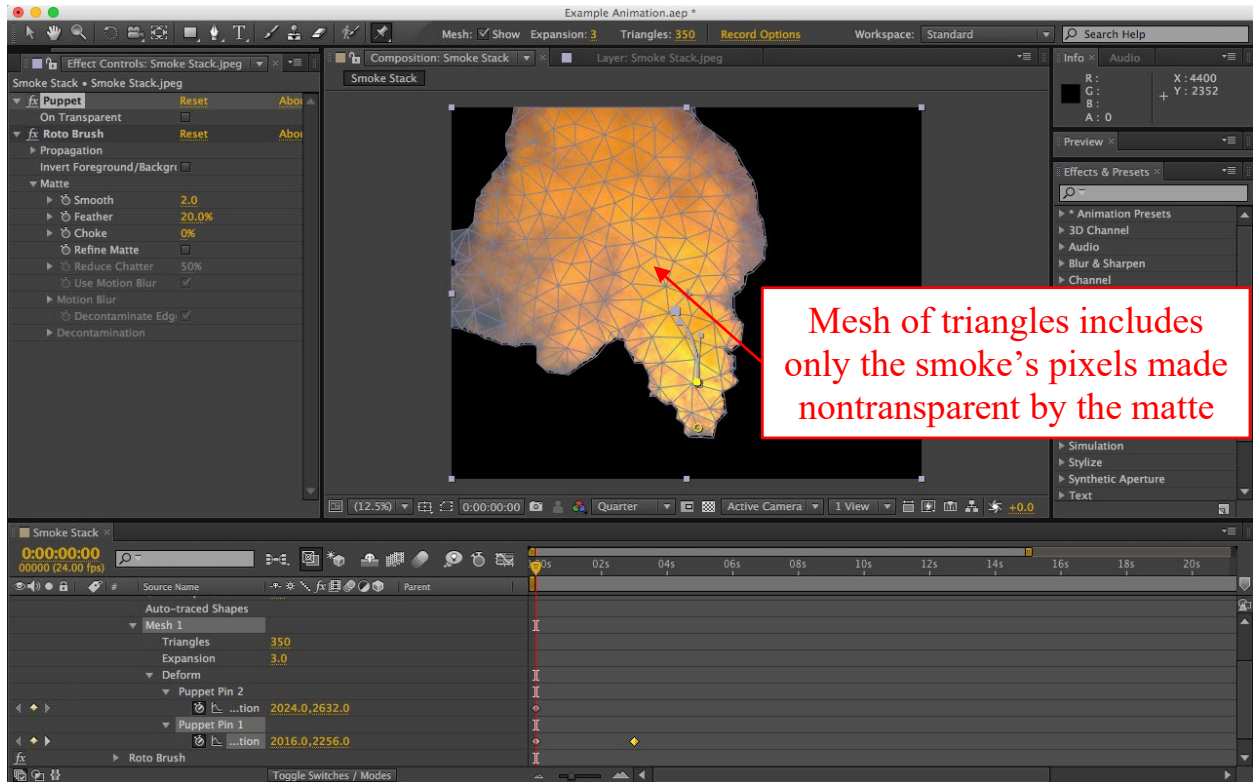 Example Animation.aep *
Mesh: Show Expansion: 3 Triangles: 350 Record Options Workspace: Standard Search Help
Effect Controls: Smoke Stack.jpeg
Smoke Stack • Smoke Stack.jpeg
fx Puppet Reset Abou
On Transparent
fx Roto Brush Reset Abou
Propagation
Invert Foreground/Backgr
Matte
Smooth 2.0
Feather 20.0%
Choke 0%
Refine Matte
Reduce Chatter 50%
Use Motion Blur
Motion Blur
Decontaminate Edg
Decontamination
Composition: Smoke Stack Layer: Smoke Stack.jpeg
Smoke Stack
Mesh of triangles includes
only the smoke's pixels made
nontransparent by the matte
(12.5%) 0:00:00:00 Quarter Active Camera 1 View +0.0
Info Audio
R : X : 4400
G : Y : 2352
B :
A : 0
Preview
Effects & Presets
* Animation Presets
3D Channel
Audio
Blur & Sharpen
Channel
Simulation
Stylize
Synthetic Aperture
Text
Smoke Stack
0:00:00:00
00000 (24.00 fps)
02s 04s 06s 08s 10s 12s 14s 16s 18s 20s
# Source Name fx Parent
Auto-traced Shapes
Mesh 1
Triangles 350
Expansion 3.0
Deform
Puppet Pin 2
...tion 2024.0,2632.0
Puppet Pin 1
...tion 2016.0,2256.0
fx Roto Brush
Toggle Switches / Modes